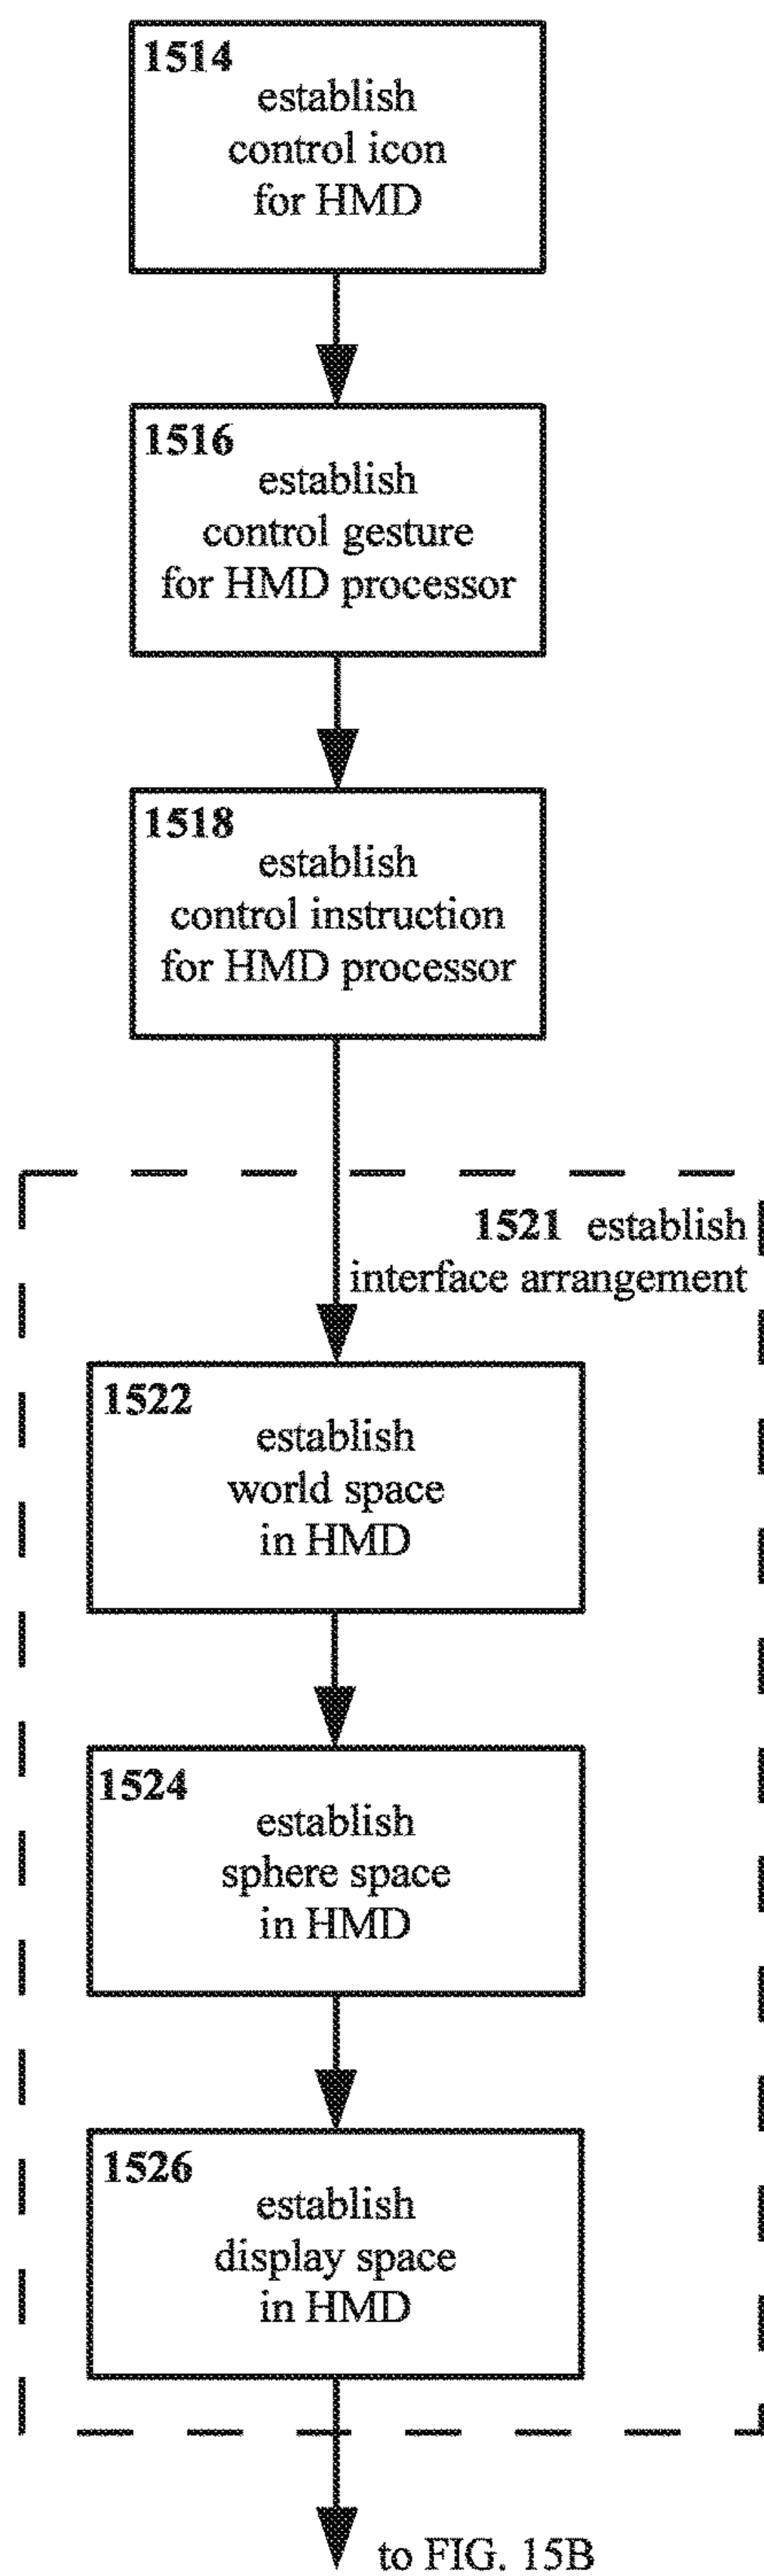 1514
establish
control icon
for HMD
1516
establish
control gesture
for HMD processor
1518
establish
control instruction
for HMD processor
1521 establish
interface arrangement
1522
establish
world space
in HMD
1524
establish
sphere space
in HMD
1526
establish
display space
in HMD
to FIG. 15B